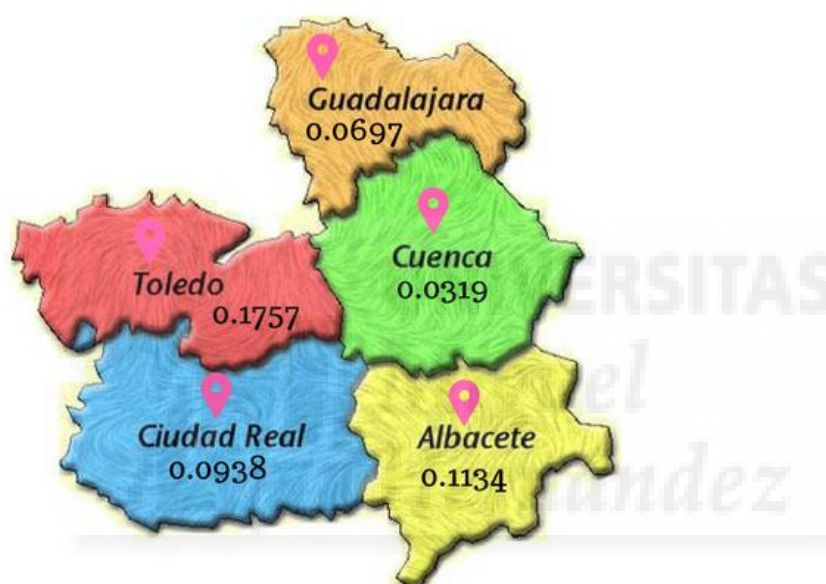 Guadalajara
0.0697
Cuenca
0.0319
Toledo
0.1757
Ciudad Real
0.0938
Albacete
0.1134